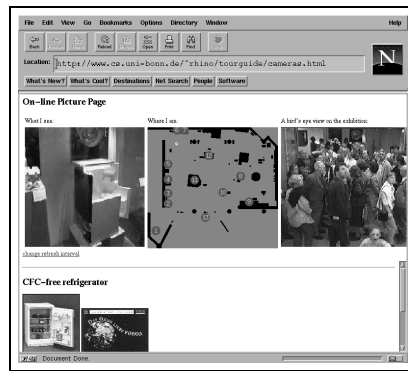 File Edit View Go Bookmarks Options Directory Window Help
Back Reload Open Print Find
Location: http://www.cs.uni-bonn.de/~rhino/tourguide/cameras.html
N
What's New? What's Cool? Destinations Net Search People Software
On-line Picture Page
What I see: Where I am: A bird's eye view on the exhibition:
change refresh interval
CFC-free refrigerator
Document: Done.